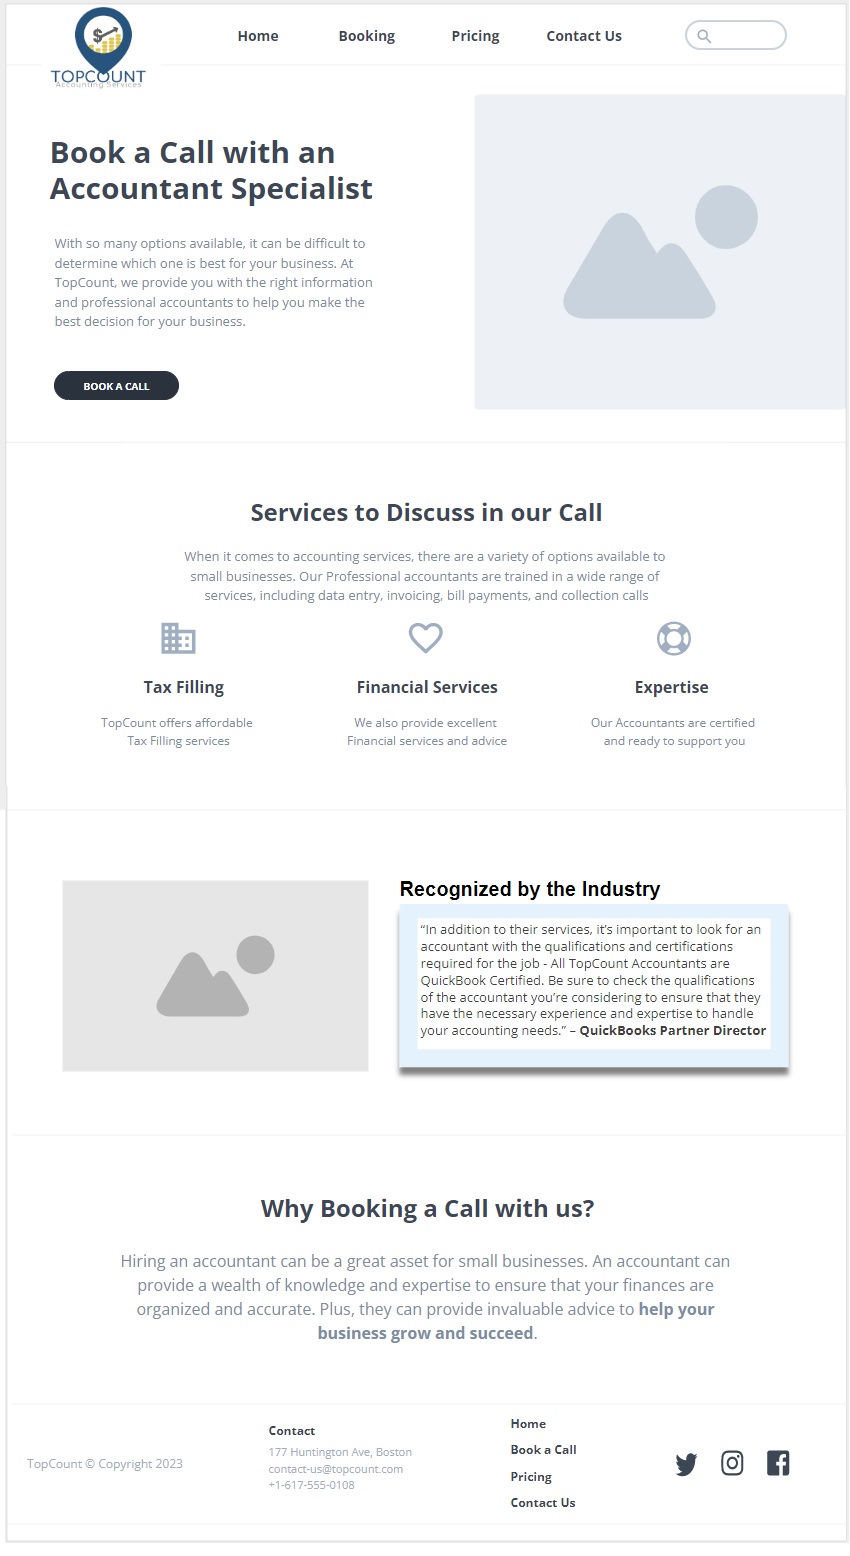 TOPCOUNT
Accounting Services
Home
Booking
Pricing
Contact Us
Book a Call with an
Accountant Specialist
With so many options available, it can be difficult to
determine which one is best for your business. At
TopCount, we provide you with the right information
and professional accountants to help you make the
best decision for your business.
BOOK A CALL
Services to Discuss in our Call
When it comes to accounting services, there are a variety of options available to
small businesses. Our Professional accountants are trained in a wide range of
services, including data entry, invoicing, bill payments, and collection calls
Tax Filling
TopCount offers affordable
Tax Filling services
Financial Services
We also provide excellent
Financial services and advice
Expertise
Our Accountants are certified
and ready to support you
Recognized by the Industry
“In addition to their services, it’s important to look for an
accountant with the qualifications and certifications
required for the job - All TopCount Accountants are
QuickBook Certified. Be sure to check the qualifications
of the accountant you’re considering to ensure that they
have the necessary experience and expertise to handle
your accounting needs.” – QuickBooks Partner Director
Why Booking a Call with us?
Hiring an accountant can be a great asset for small businesses. An accountant can
provide a wealth of knowledge and expertise to ensure that your finances are
organized and accurate. Plus, they can provide invaluable advice to help your
business grow and succeed.
TopCount © Copyright 2023
Contact
177 Huntington Ave, Boston
contact-us@topcount.com
+1-617-555-0108
Home
Book a Call
Pricing
Contact Us